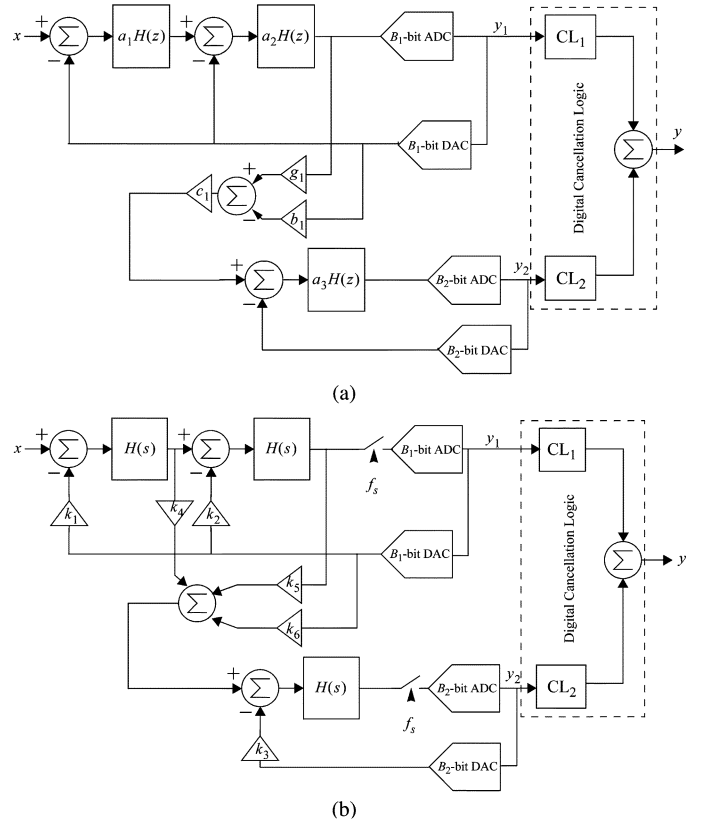 x + − Σ a₁H(z) + − Σ a₂H(z) B₁-bit ADC y₁ CL₁
B₁-bit DAC
Digital Cancellation Logic
Σ y
g₁
c₁ Σ + −
b₁
+ − Σ a₃H(z) B₂-bit ADC y₂ CL₂
B₂-bit DAC
(a)
x + − Σ H(s) + − Σ H(s) fₛ B₁-bit ADC y₁ CL₁
k₁ k₄ k₂
B₁-bit DAC
Digital Cancellation Logic
Σ y
k₅
Σ
k₆
+ − Σ H(s) fₛ B₂-bit ADC y₂ CL₂
k₃
B₂-bit DAC
(b)